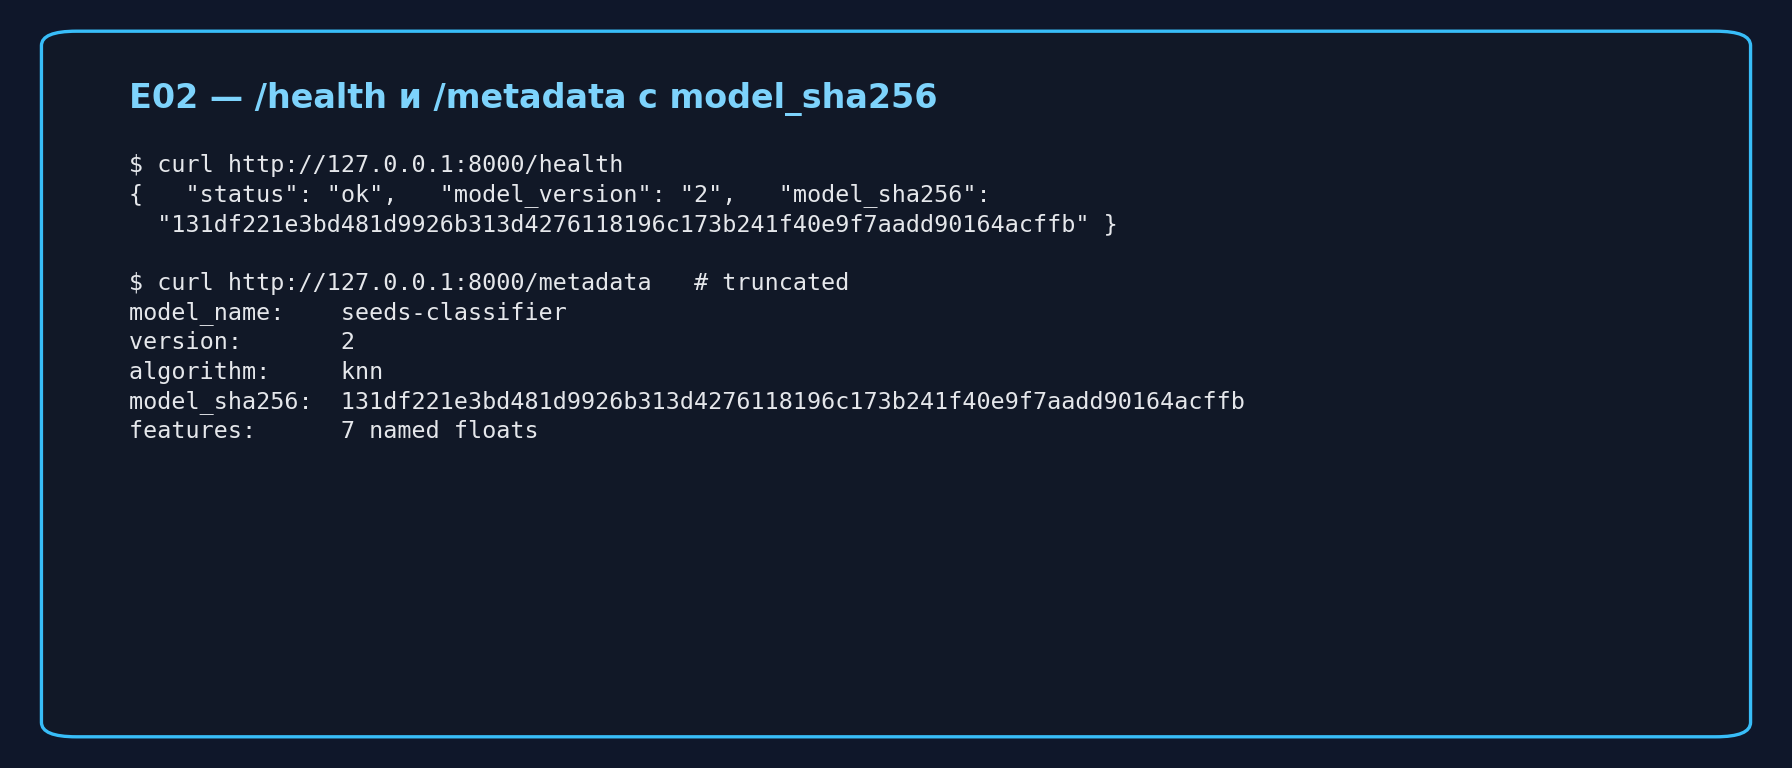 E02 — /health и /metadata с model_sha256
$ curl http://127.0.0.1:8000/health
{   "status": "ok",   "model_version": "2",   "model_sha256":
  "131df221e3bd481d9926b313d4276118196c173b241f40e9f7aadd90164acffb" }
$ curl http://127.0.0.1:8000/metadata   # truncated
model_name:    seeds-classifier
version:       2
algorithm:     knn
model_sha256:  131df221e3bd481d9926b313d4276118196c173b241f40e9f7aadd90164acffb
features:      7 named floats